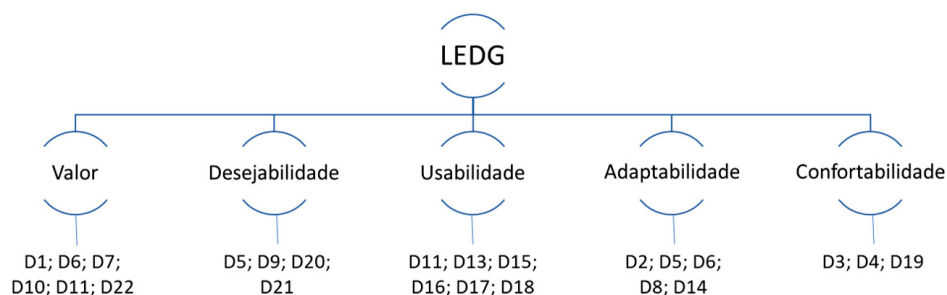 LEDG
Valor
Desejabilidade
Usabilidade
Adaptabilidade
Confortabilidade
D1; D6; D7;
D10; D11; D22
D5; D9; D20;
D21
D11; D13; D15;
D16; D17; D18
D2; D5; D6;
D8; D14
D3; D4; D19